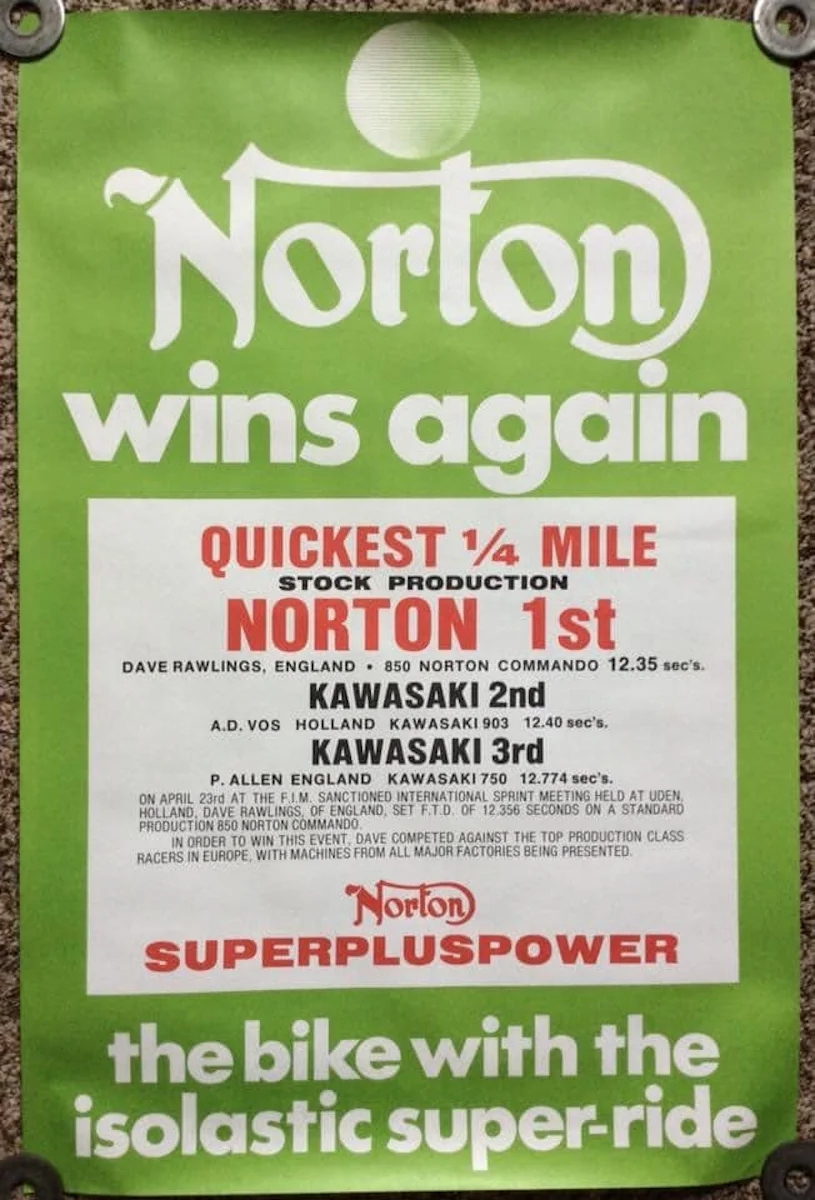 Norton
wins again
QUICKEST 1/4 MILE
STOCK PRODUCTION
NORTON 1st
DAVE RAWLINGS, ENGLAND • 850 NORTON COMMANDO 12.35 sec's.
KAWASAKI 2nd
A.D. VOS HOLLAND KAWASAKI 903 12.40 sec's.
KAWASAKI 3rd
P. ALLEN ENGLAND KAWASAKI 750 12.774 sec's.
ON APRIL 23rd AT THE F.I.M. SANCTIONED INTERNATIONAL SPRINT MEETING HELD AT UDEN,
HOLLAND, DAVE RAWLINGS, OF ENGLAND, SET F.T.D. OF 12.356 SECONDS ON A STANDARD
PRODUCTION 850 NORTON COMMANDO.
IN ORDER TO WIN THIS EVENT, DAVE COMPETED AGAINST THE TOP PRODUCTION CLASS
RACERS IN EUROPE, WITH MACHINES FROM ALL MAJOR FACTORIES BEING PRESENTED.
Norton
SUPERPLUSPOWER
the bike with the
isolastic super-ride